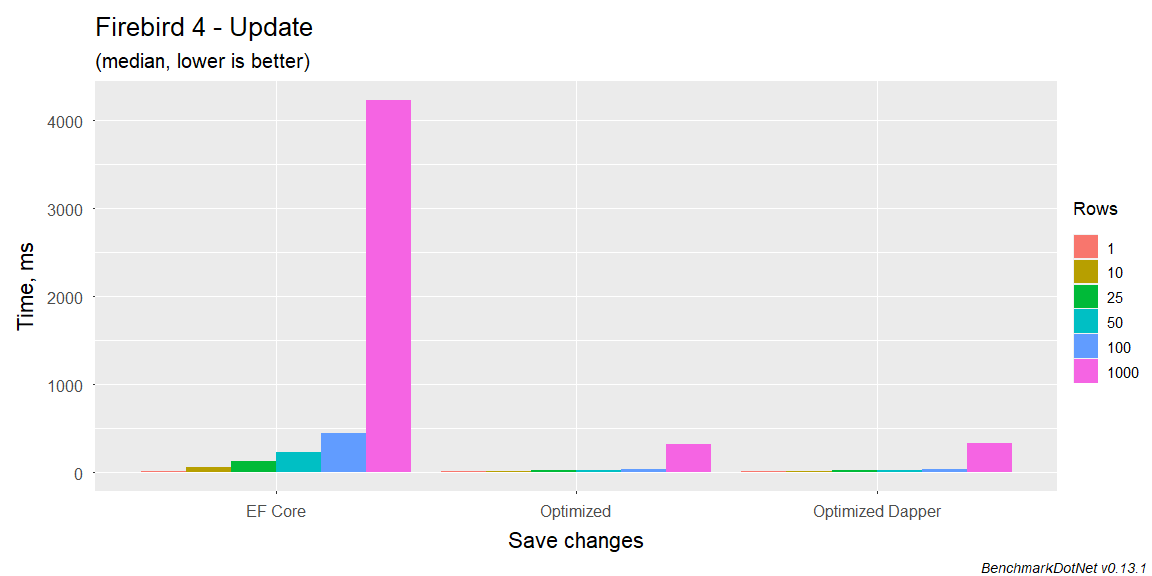 Firebird 4 - Update
(median, lower is better)
Time, ms
4000
3000
2000
1000
0
EF Core
Optimized
Optimized Dapper
Save changes
Rows
1
10
25
50
100
1000
BenchmarkDotNet v0.13.1